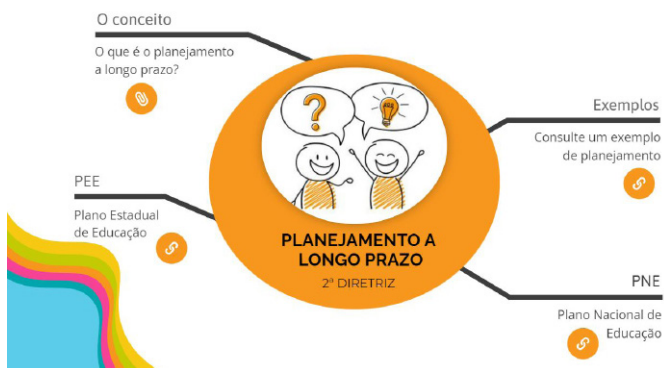 O conceito
O que é o planejamento
a longo prazo?
PEE
Plano Estadual
de Educação
?
PLANEJAMENTO A
LONGO PRAZO
2ª DIRETRIZ
Exemplos
Consulte um exemplo
de planejamento
PNE
Plano Nacional de
Educação